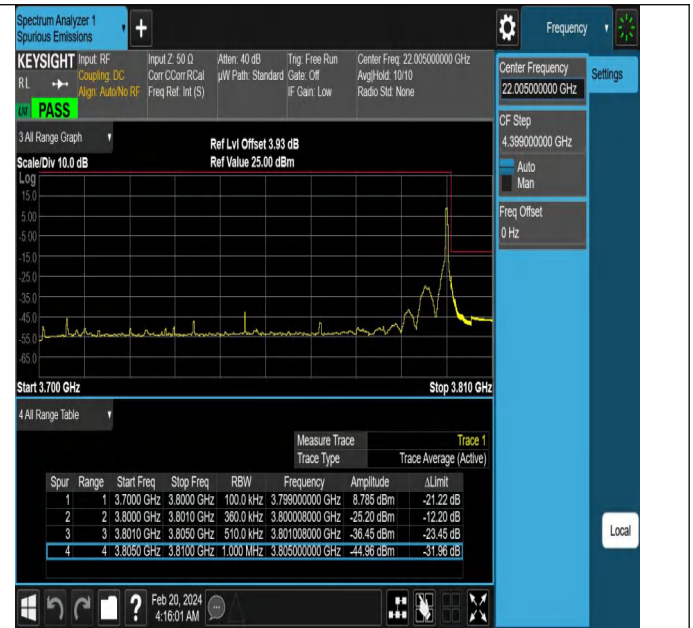 Spectrum Analyzer 1
Spurious Emissions
+
Frequency
KEYSIGHT Input: RF
R L
Coupling: DC
Align: Auto/No RF
Input Z: 50 Ω
Corr CCorr RCal
Freq Ref: Int (S)
Atten: 40 dB
µW Path: Standard
Trig: Free Run
Gate: Off
IF Gain: Low
Center Freq: 22.005000000 GHz
Avg|Hold: 10/10
Radio Std: None
PASS
3 All Range Graph
Ref Lvl Offset 3.93 dB
Scale/Div 10.0 dB
Ref Value 25.00 dBm
Log
15.0
5.00
-5.00
-15.0
-25.0
-35.0
-45.0
-55.0
-65.0
Start 3.700 GHz
Stop 3.810 GHz
4 All Range Table
Measure Trace Trace 1
Trace Type Trace Average (Active)
Spur Range Start Freq Stop Freq RBW Frequency Amplitude ΔLimit
1 1 3.7000 GHz 3.8000 GHz 100.0 kHz 3.799000000 GHz 8.785 dBm -21.22 dB
2 2 3.8000 GHz 3.8010 GHz 360.0 kHz 3.800008000 GHz -25.20 dBm -12.20 dB
3 3 3.8010 GHz 3.8050 GHz 510.0 kHz 3.801008000 GHz -36.45 dBm -23.45 dB
4 4 3.8050 GHz 3.8100 GHz 1.000 MHz 3.805000000 GHz -44.96 dBm -31.96 dB
Center Frequency
22.005000000 GHz
Settings
CF Step
4.399000000 GHz
Auto
Man
Freq Offset
0 Hz
Local
?
Feb 20, 2024
4:16:01 AM